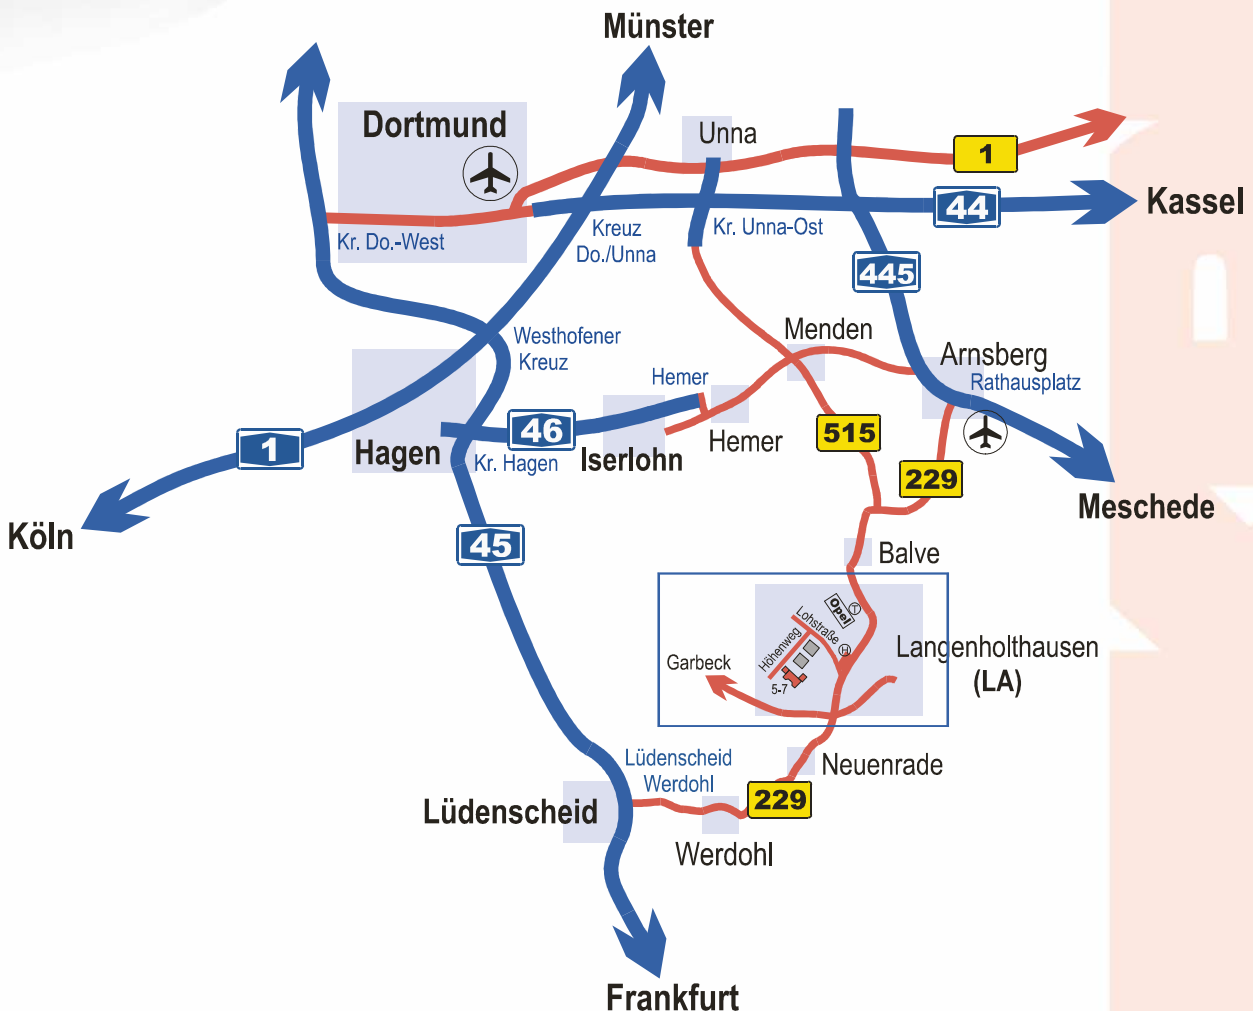 Münster
Dortmund
Unna
1
Kassel
44
Kr. Do.-West
Kreuz
Do./Unna
Kr. Unna-Ost
445
Westhofener
Kreuz
Menden
Arnsberg
Rathausplatz
Hemer
46
515
Hemer
1
Hagen
Kr. Hagen
Iserlohn
229
Meschede
Köln
45
Balve
Opel
T
Lohstraße
Höhenweg
H
Langenholthausen
(LA)
Garbeck
5-7
Lüdenscheid
Werdohl
Neuenrade
229
Lüdenscheid
Werdohl
Frankfurt